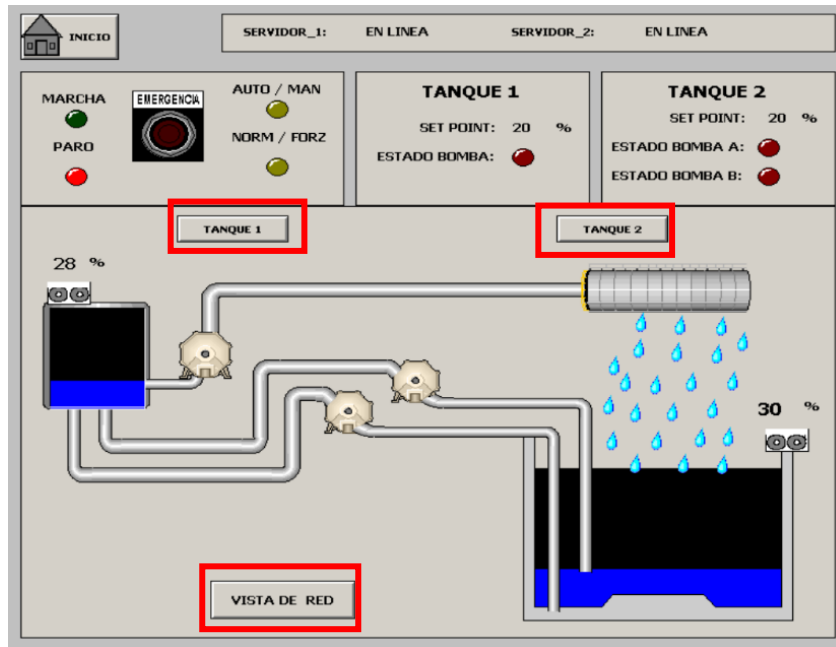 INICIO
SERVIDOR_1: EN LINEA SERVIDOR_2: EN LINEA
MARCHA
PARO
EMERGENCIA
AUTO / MAN
NORM / FORZ
TANQUE 1
SET POINT: 20 %
ESTADO BOMBA:
TANQUE 2
SET POINT: 20 %
ESTADO BOMBA A:
ESTADO BOMBA B:
TANQUE 1
TANQUE 2
28 %
30 %
VISTA DE RED